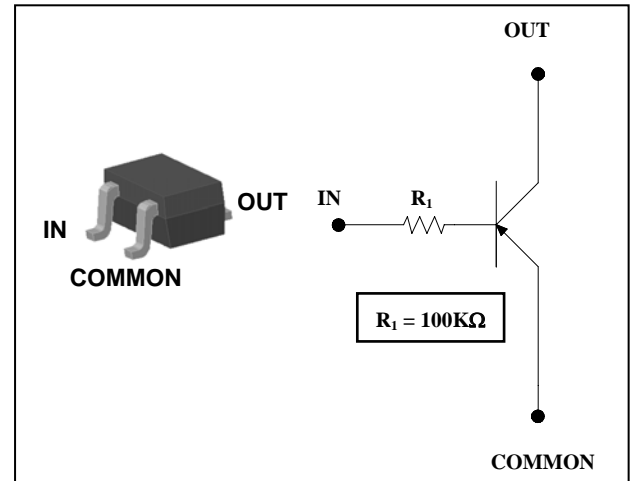 OUT
IN
COMMON
OUT
IN
R₁
R₁ = 100KΩ
COMMON